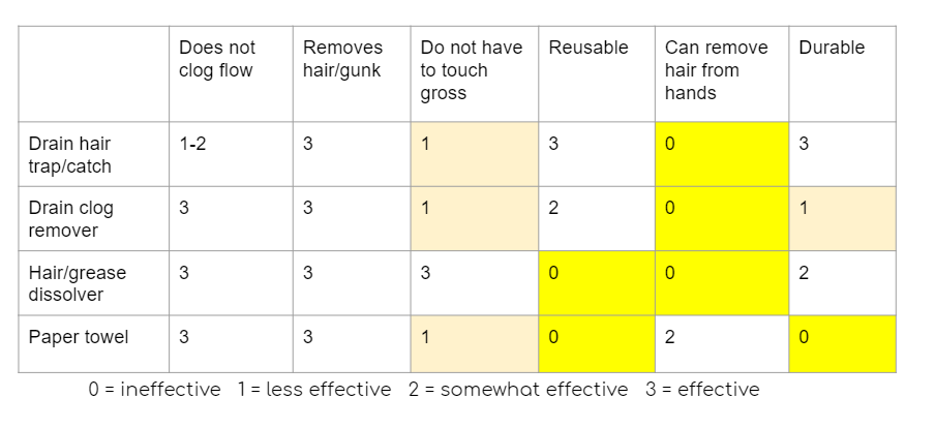 Does not clog flow
Removes hair/gunk
Do not have to touch gross
Reusable
Can remove hair from hands
Durable
Drain hair trap/catch
1-2
3
1
3
0
3
Drain clog remover
3
3
1
2
0
1
Hair/grease dissolver
3
3
3
0
0
2
Paper towel
3
3
1
0
2
0
0 = ineffective 1 = less effective 2 = somewhat effective 3 = effective